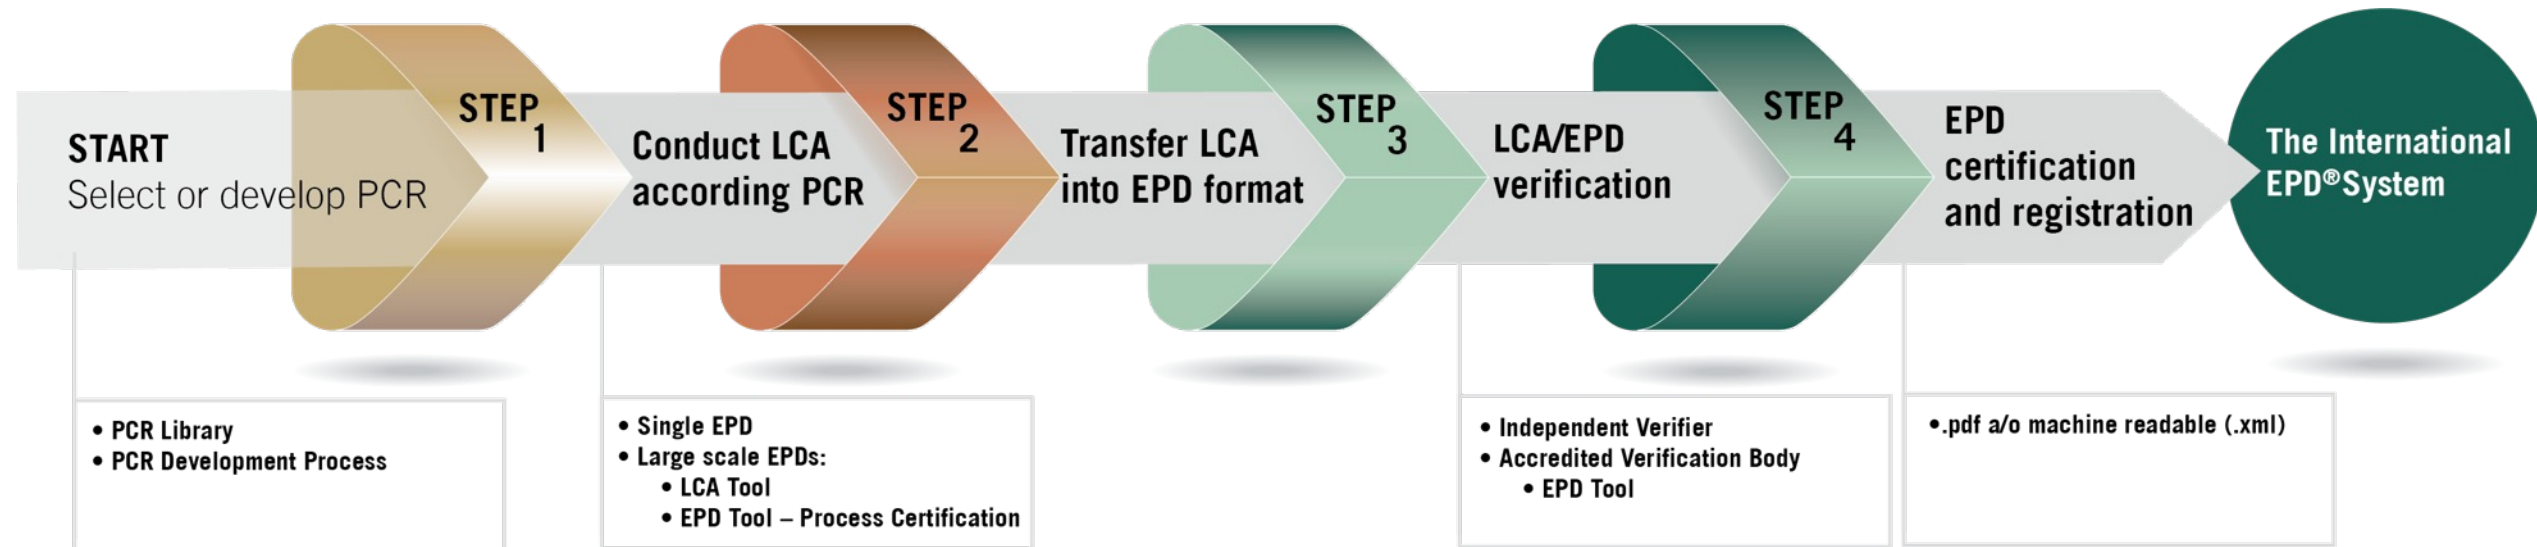 START
Select or develop PCR
STEP
1
Conduct LCA
according PCR
STEP
2
Transfer LCA
into EPD format
STEP
3
LCA/EPD
verification
STEP
4
EPD
certification
and registration
The International
EPD®System
• PCR Library
• PCR Development Process
• Single EPD
• Large scale EPDs:
• LCA Tool
• EPD Tool – Process Certification
• Independent Verifier
• Accredited Verification Body
• EPD Tool
•.pdf a/o machine readable (.xml)